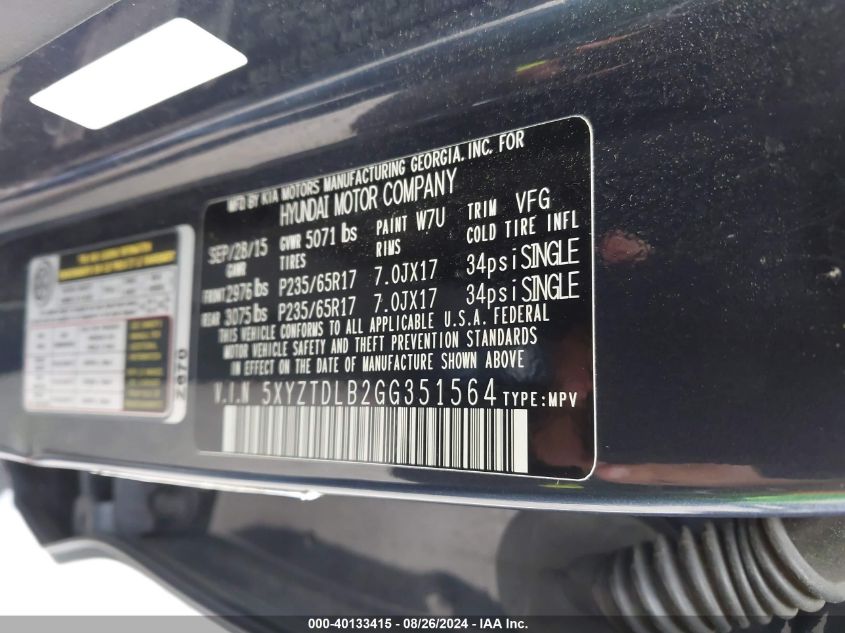 MFD BY KIA MOTORS MANUFACTURING GEORGIA, INC. FOR
HYUNDAI MOTOR COMPANY
SEP/28/15 GVWR 5071 lbs PAINT W7U TRIM VFG
GAWR TIRES RIMS COLD TIRE INFL
FRONT 2976 lbs P235/65R17 7.0JX17 34psi SINGLE
REAR 3075 lbs P235/65R17 7.0JX17 34psi SINGLE
THIS VEHICLE CONFORMS TO ALL APPLICABLE U.S.A. FEDERAL
MOTOR VEHICLE SAFETY AND THEFT PREVENTION STANDARDS
IN EFFECT ON THE DATE OF MANUFACTURE SHOWN ABOVE
V.I.N 5XYZTDLB2GG351564 TYPE:MPV
2070
000-40133415 - 08/26/2024 - IAA Inc.